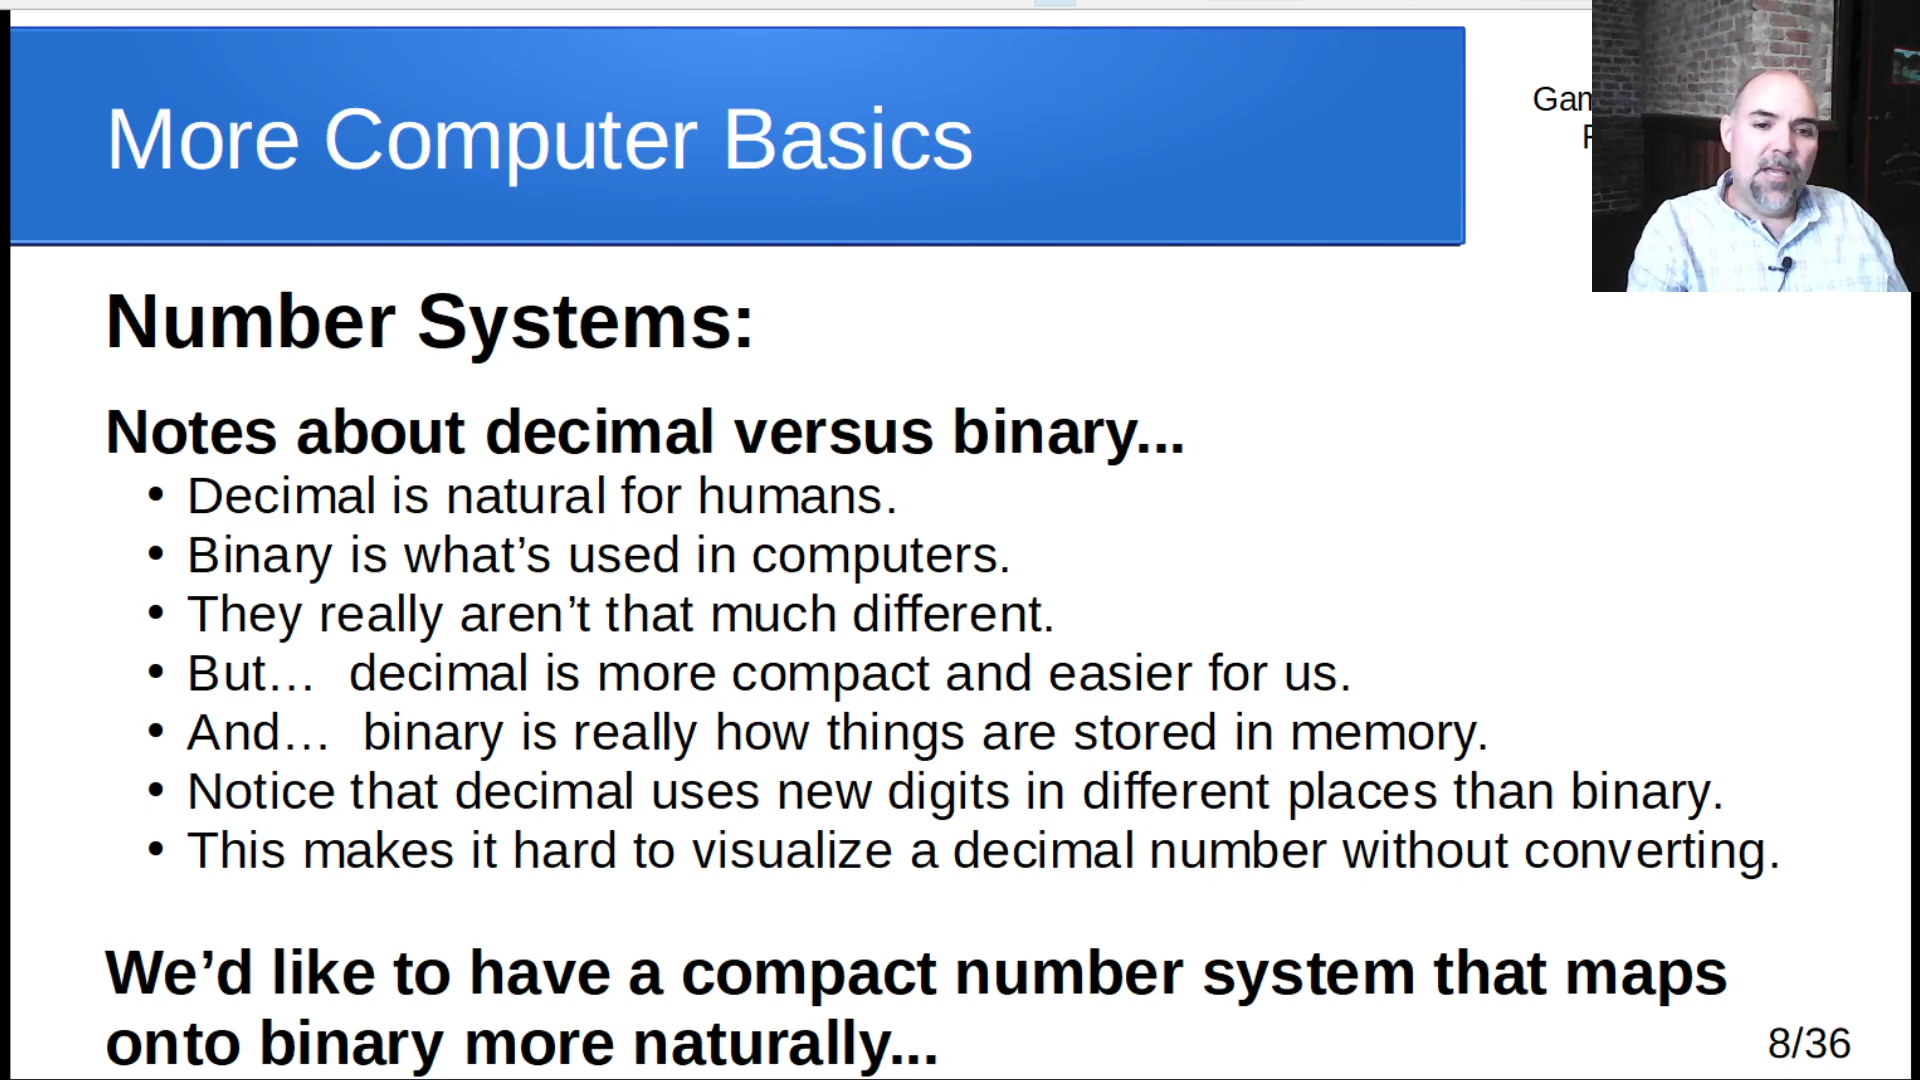 More Computer Basics
Number Systems:
Notes about decimal versus binary...
• Decimal is natural for humans.
• Binary is what’s used in computers.
• They really aren’t that much different.
• But… decimal is more compact and easier for us.
• And… binary is really how things are stored in memory.
• Notice that decimal uses new digits in different places than binary.
• This makes it hard to visualize a decimal number without converting.
We’d like to have a compact number system that maps
onto binary more naturally...
8/36